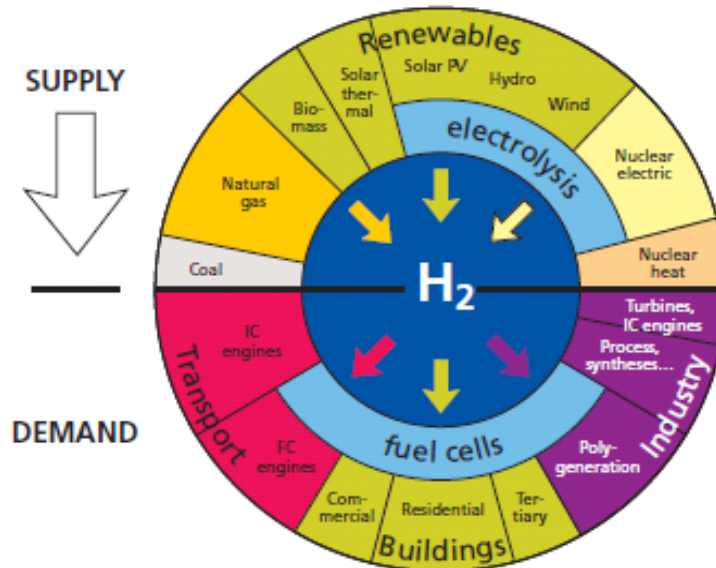 SUPPLY
Renewables
Solar PV
Hydro
Wind
Solar
ther-
mal
Bio-
mass
electrolysis
Nuclear
electric
Natural
gas
Coal
Nuclear
heat
H₂
DEMAND
Transport
IC
engines
FC
engines
fuel cells
Com-
mercial
Residential
Ter-
tiary
Buildings
Turbines,
IC engines
Process,
syntheses...
Poly-
generation
Industry